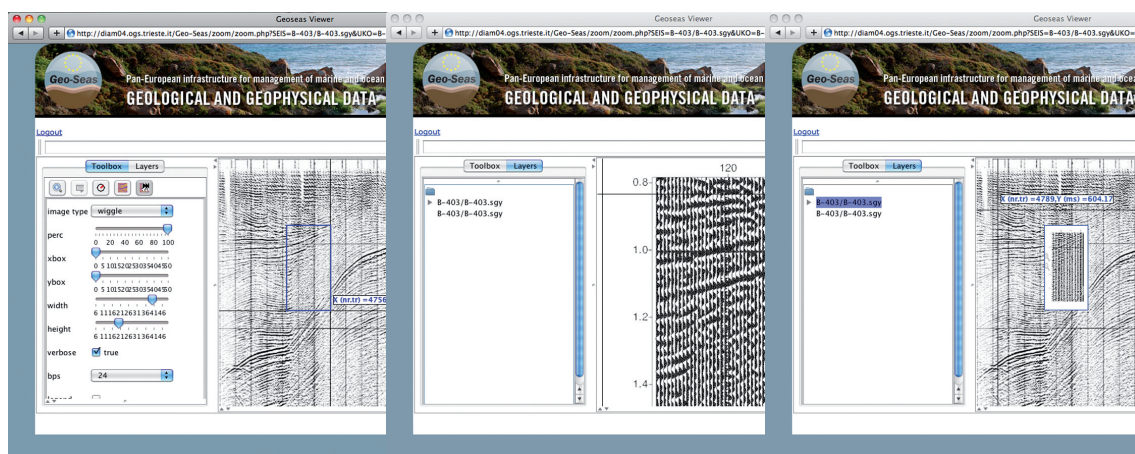 Geoseas Viewer
http://diam04.ogs.trieste.it/Geo-Seas/zoom/zoom.php?SEIS=B-403/B-403.sgy&UKO=B-
Geo-Seas
Pan-European infrastructure for management of marine and ocean
GEOLOGICAL AND GEOPHYSICAL DATA
Logout
Toolbox Layers
image type wiggle
perc
0 20 40 60 80 100
xbox
0 5 101520253035404550
ybox
0 5 101520253035404550
width
6 111621263136 4146
height
6 111621263136 4146
verbose true
bps 24
X (nr.tr) =4756
Geoseas Viewer
http://diam04.ogs.trieste.it/Geo-Seas/zoom/zoom.php?SEIS=B-403/B-403.sgy&UKO=B-
Geo-Seas
Pan-European infrastructure for management of marine and ocean
GEOLOGICAL AND GEOPHYSICAL DATA
Logout
Toolbox Layers
B-403/B-403.sgy
B-403/B-403.sgy
120
0.8-
1.0-
1.2-
1.4-
Geoseas Viewer
http://diam04.ogs.trieste.it/Geo-Seas/zoom/zoom.php?SEIS=B-403/B-403.sgy&UKO=
Geo-Seas
Pan-European infrastructure for management of marine and ocean
GEOLOGICAL AND GEOPHYSICAL DATA
Logout
Toolbox Layers
B-403/B-403.sgy
B-403/B-403.sgy
X (nr.tr) =4789,Y (ms) =604.17